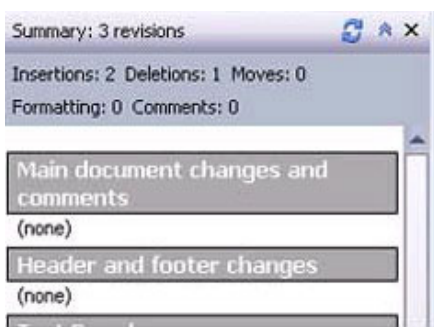 Summary: 3 revisions
Insertions: 2 Deletions: 1 Moves: 0
Formatting: 0 Comments: 0
Main document changes and
comments
(none)
Header and footer changes
(none)